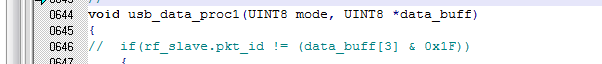 0644 void usb_data_proc1(UINT8 mode, UINT8 *data_buff)
0645 {
0646 // if(rf_slave.pkt_id != (data_buff[3] & 0x1F))
0647 {